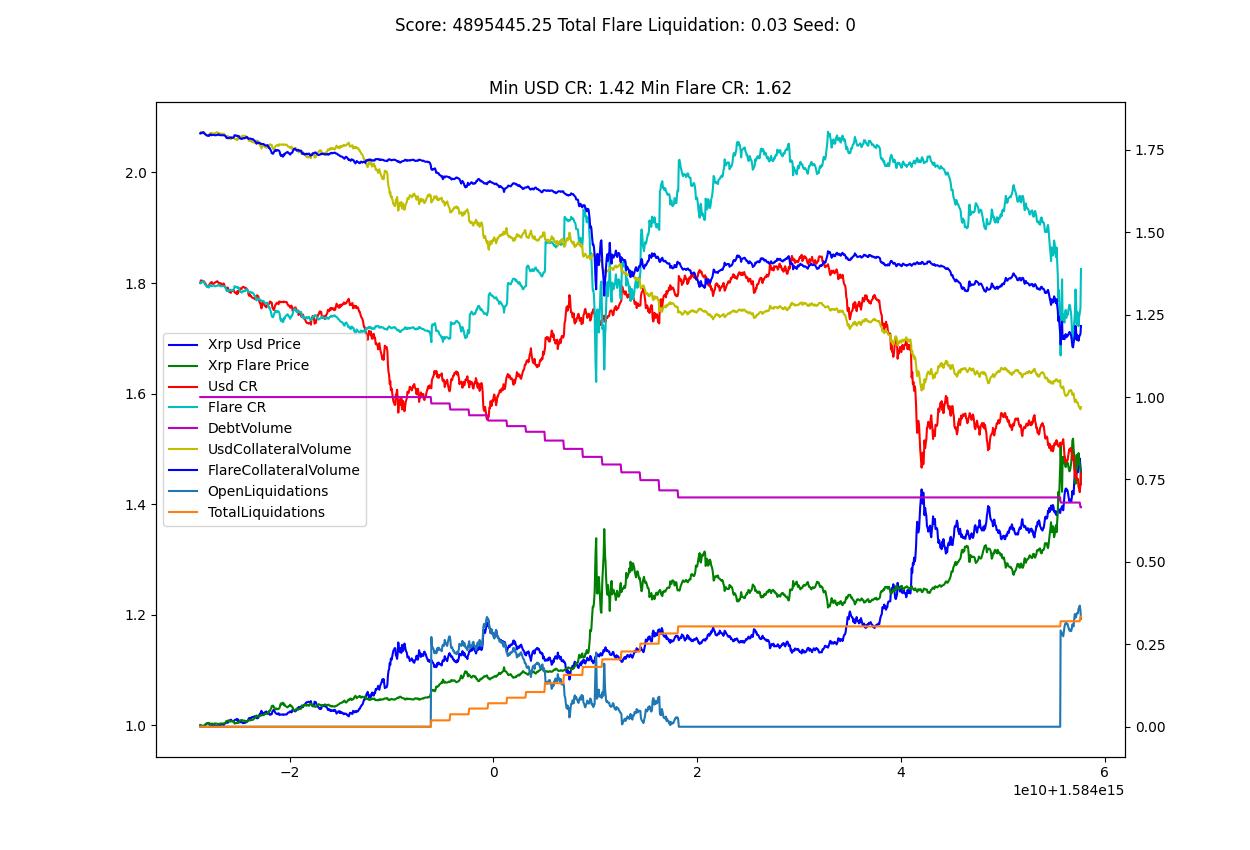 Score: 4895445.25 Total Flare Liquidation: 0.03 Seed: 0
Min USD CR: 1.42 Min Flare CR: 1.62
2.0
1.8
1.6
1.4
1.2
1.0
Xrp Usd Price
Xrp Flare Price
Usd CR
Flare CR
DebtVolume
UsdCollateralVolume
FlareCollateralVolume
OpenLiquidations
TotalLiquidations
1.75
1.50
1.25
1.00
0.75
0.50
0.25
0.00
−2 0 2 4 6
1e10+1.584e15